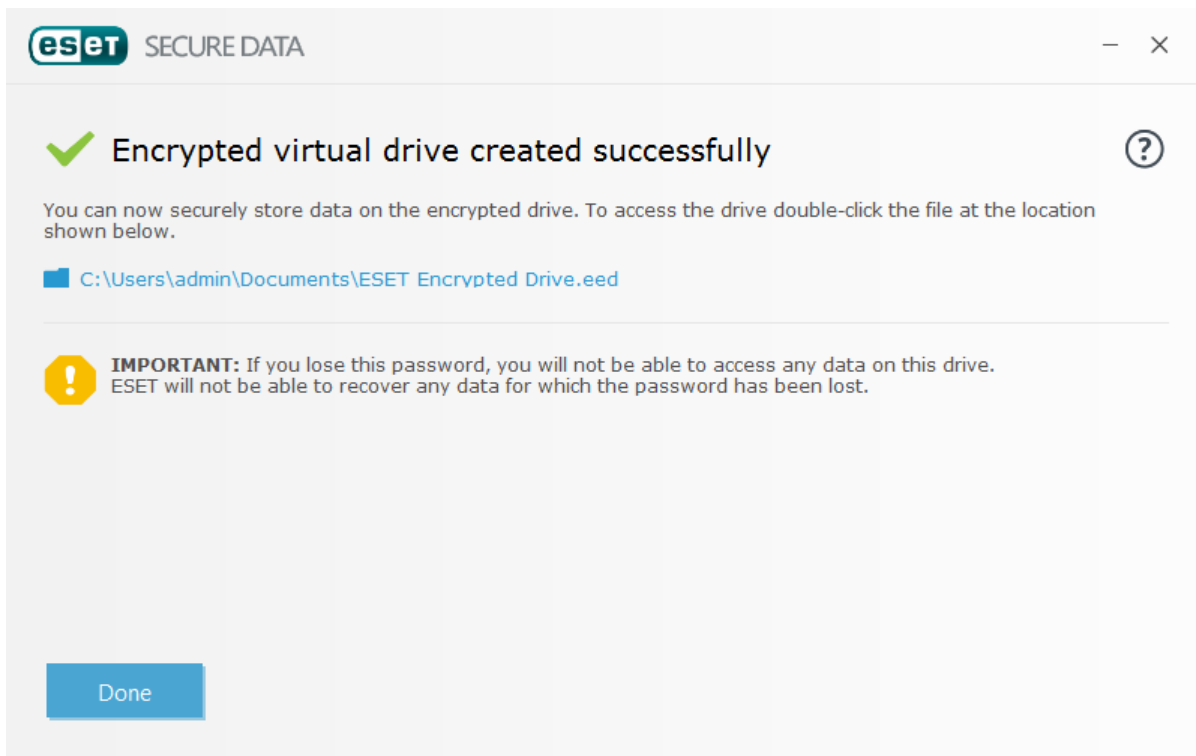 eset SECURE DATA
Encrypted virtual drive created successfully
You can now securely store data on the encrypted drive. To access the drive double-click the file at the location
shown below.
C:\Users\admin\Documents\ESET Encrypted Drive.eed
IMPORTANT: If you lose this password, you will not be able to access any data on this drive.
ESET will not be able to recover any data for which the password has been lost.
Done